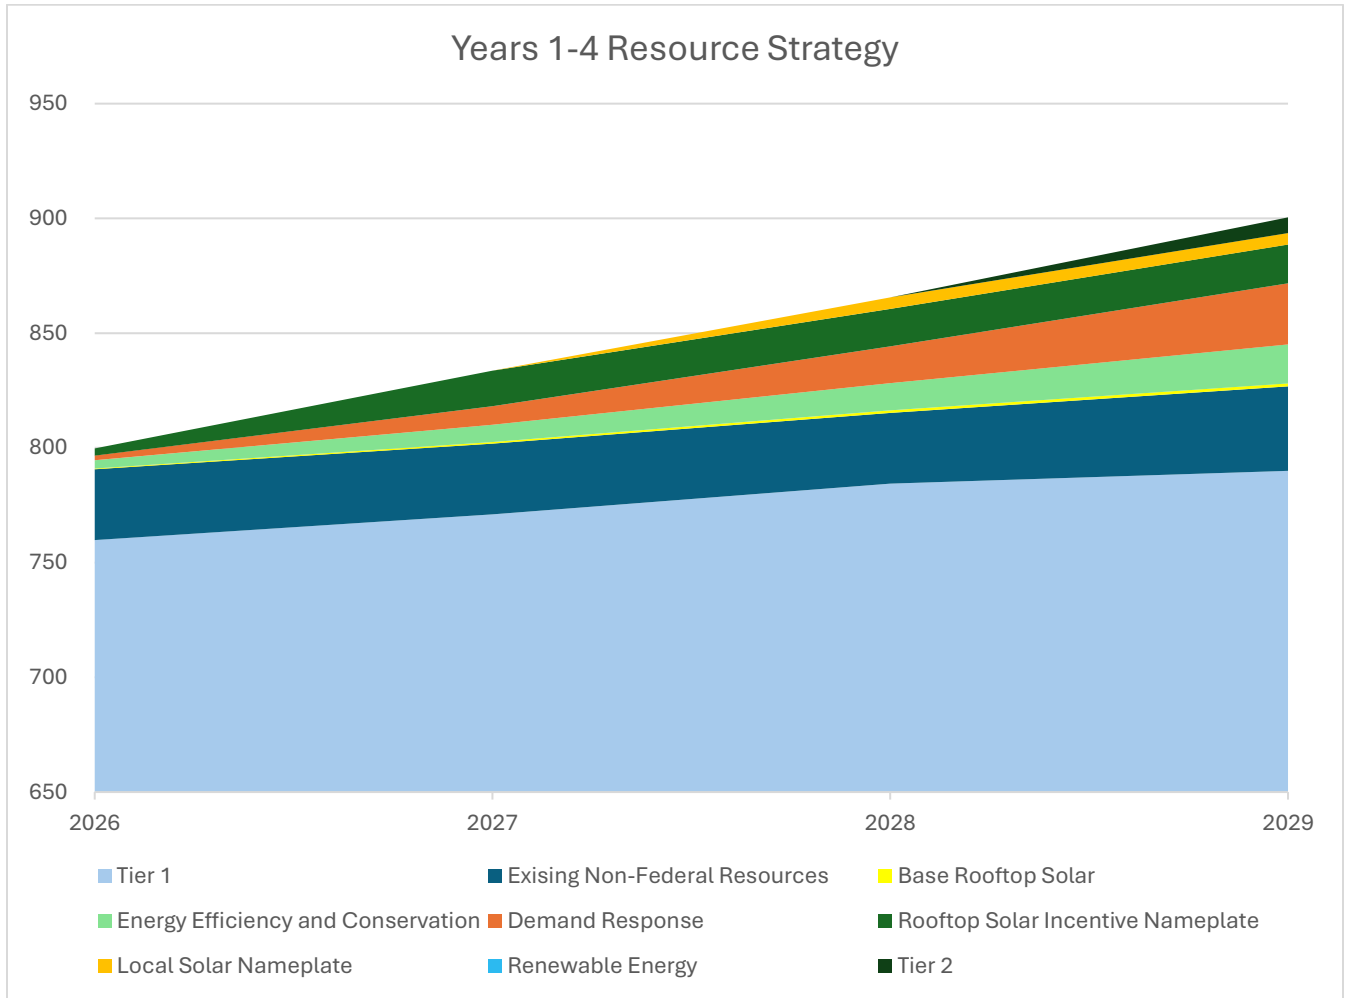 Years 1-4 Resource Strategy
950
900
850
800
750
700
650
2026 2027 2028 2029
Tier 1 Exising Non-Federal Resources Base Rooftop Solar
Energy Efficiency and Conservation Demand Response Rooftop Solar Incentive Nameplate
Local Solar Nameplate Renewable Energy Tier 2